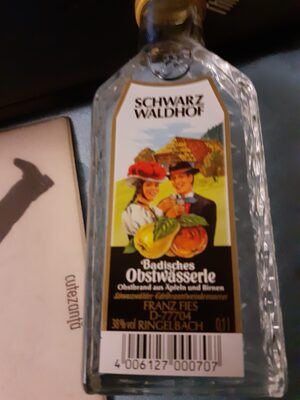 SCHWARZ
WALDHOF
Badisches
Obstwässerle
Obstbrand aus Äpfeln und Birnen
FRANZ FIES
D-77704
38%vol RINGELBACH 0,1 l
4 006127 000707